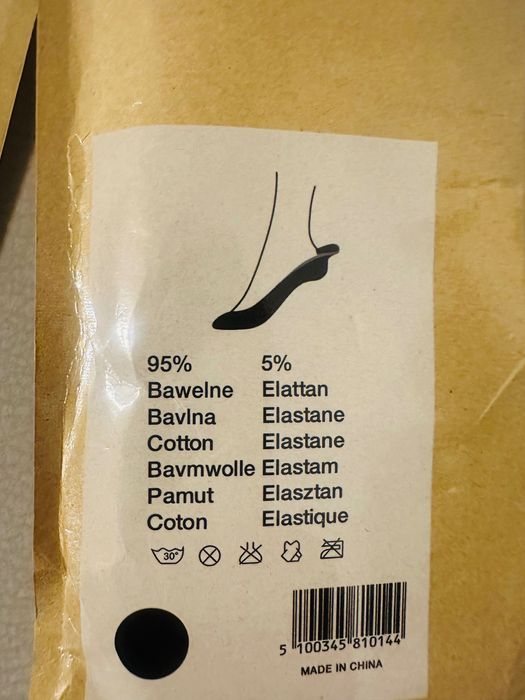 95% 5%
Bawelne Elattan
Bavlna Elastane
Cotton Elastane
Bavmwolle Elastam
Pamut Elasztan
Coton Elastique
30°
5 100345 810144
MADE IN CHINA